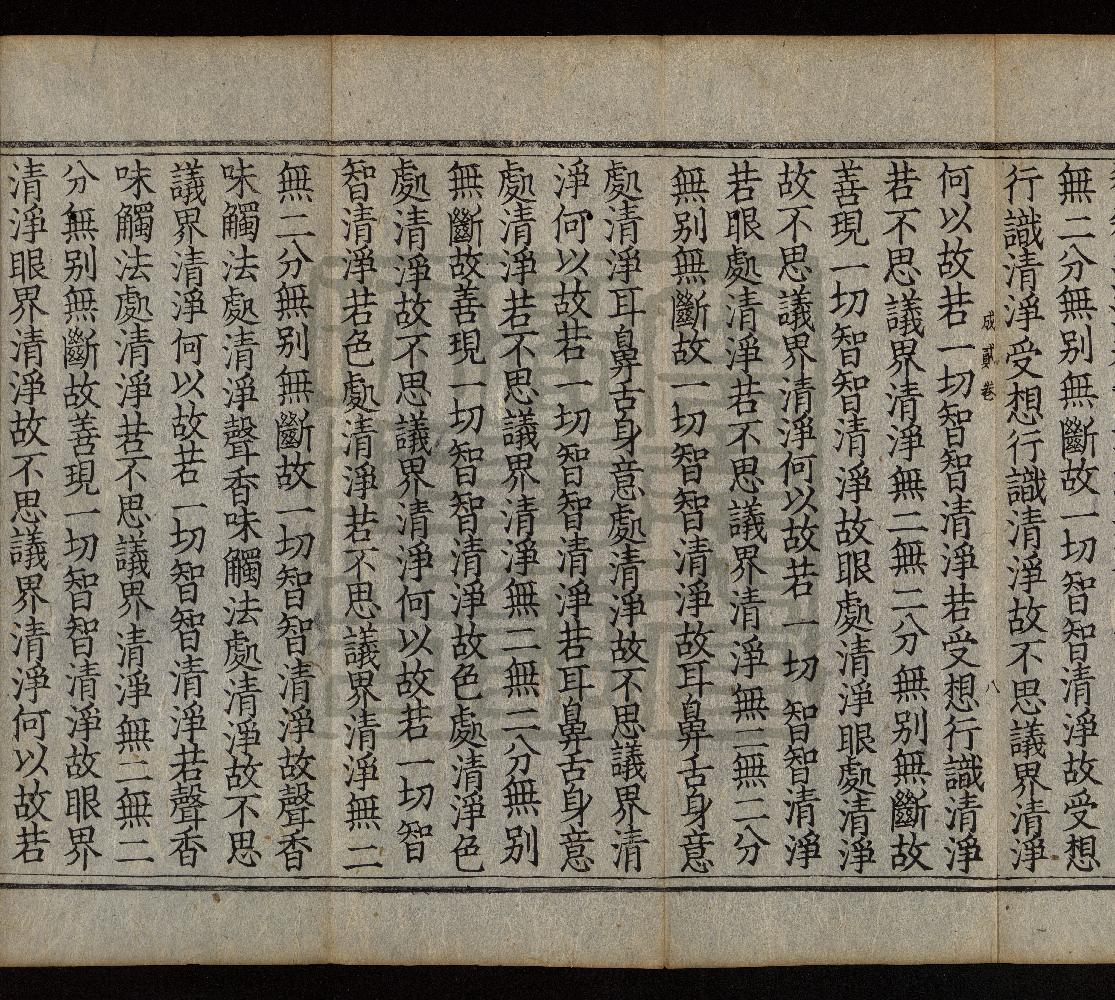 無二分無别無斷故一切智智清淨故受想
行識清淨受想行識清淨故不思議界清淨
成 貳卷 八
何以故若一切智智清淨若受想行識清淨
若不思議界清淨無二無二分無别無斷故
善現一切智智清淨故眼處清淨眼處清淨
故不思議界清淨何以故若一切智智清淨
若眼處清淨若不思議界清淨無二無二分
無别無斷故一切智智清淨故耳鼻舌身意
處清淨耳鼻舌身意處清淨故不思議界清
淨何以故若一切智智清淨若耳鼻舌身意
處清淨若不思議界清淨無二無二分無别
無斷故善現一切智智清淨故色處清淨色
處清淨故不思議界清淨何以故若一切智
智清淨若色處清淨若不思議界清淨無二
無二分無别無斷故一切智智清淨故聲香
味觸法處清淨聲香味觸法處清淨故不思
議界清淨何以故若一切智智清淨若聲香
味觸法處清淨若不思議界清淨無二無二
分無别無斷故善現一切智智清淨故眼界
清淨眼界清淨故不思議界清淨何以故若